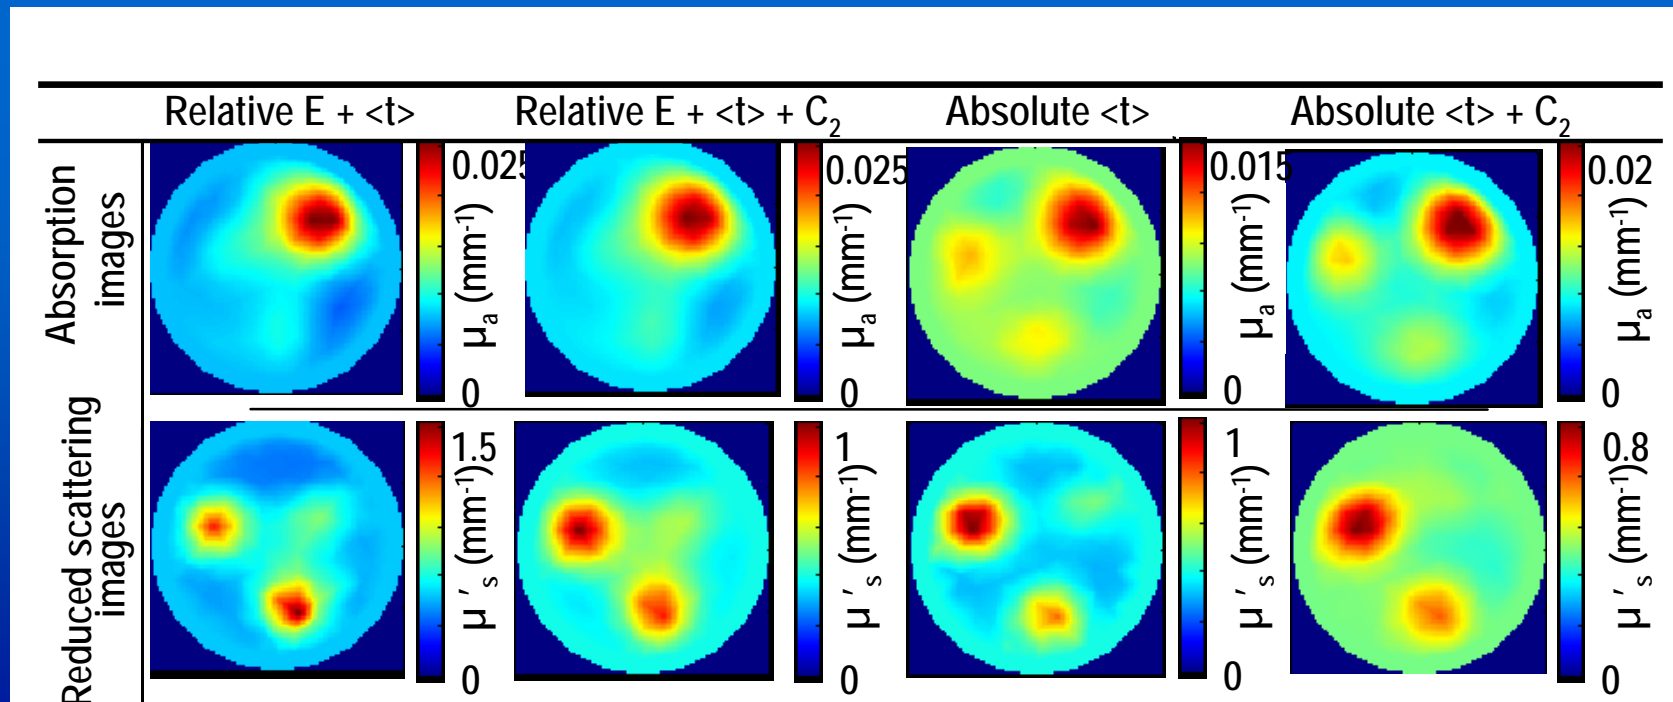 Relative E + <t>
Relative E + <t> + C₂
Absolute <t>
Absolute <t> + C₂
Absorption
images
0.025
μₐ (mm⁻¹)
0
0.025
μₐ (mm⁻¹)
0
0.015
μₐ (mm⁻¹)
0
0.02
μₐ (mm⁻¹)
0
Reduced scattering
images
1.5
μ′ₛ (mm⁻¹)
0
1
μ′ₛ (mm⁻¹)
0
1
μ′ₛ (mm⁻¹)
0
0.8
μ′ₛ (mm⁻¹)
0